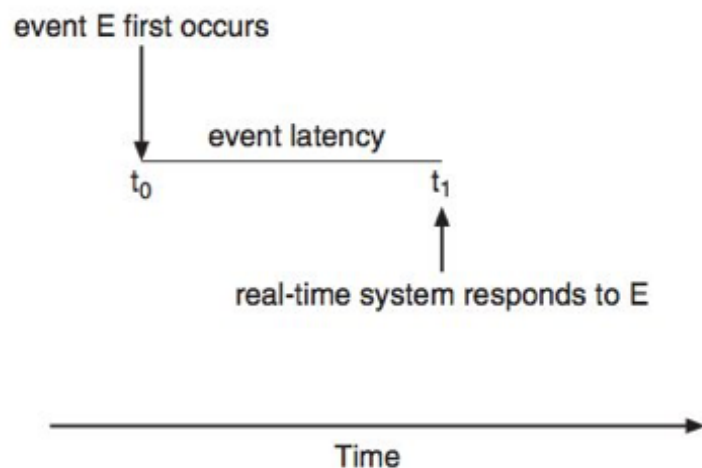 event E first occurs
event latency
t₀
t₁
real-time system responds to E
Time